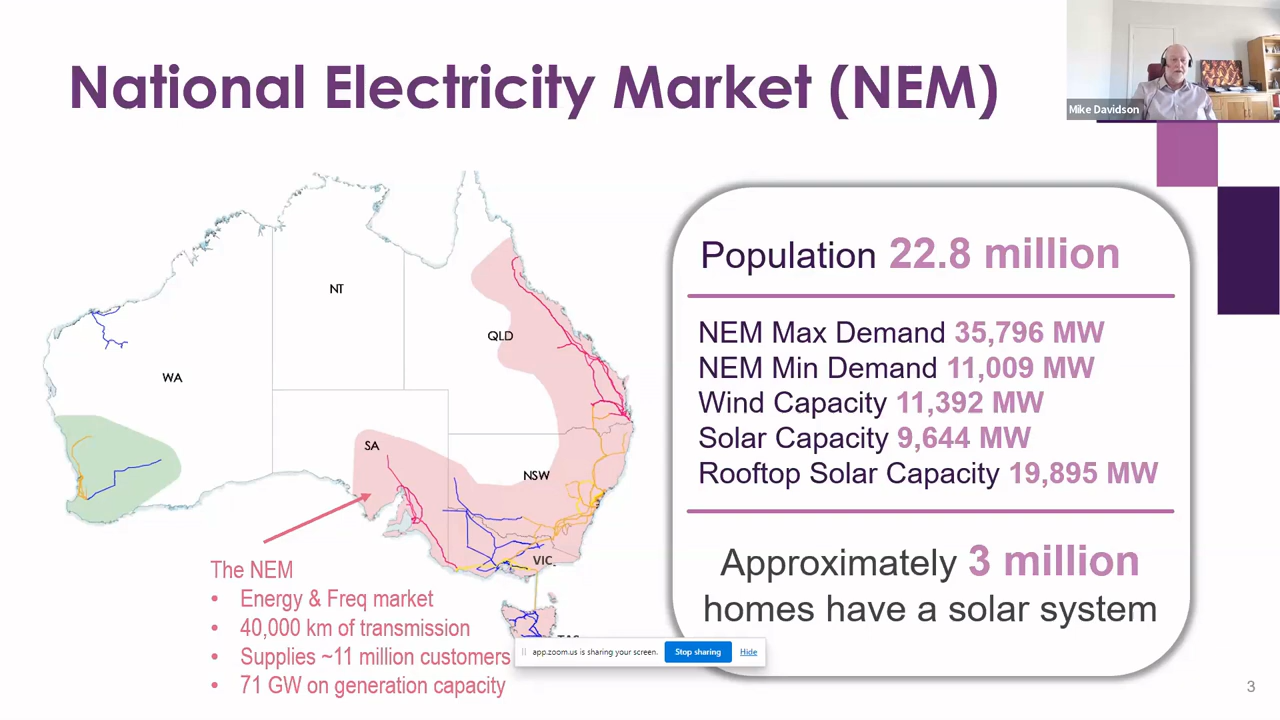 National Electricity Market (NEM)
Mike Davidson
NT
QLD
WA
SA
NSW
VIC
Population 22.8 million
NEM Max Demand 35,796 MW
NEM Min Demand 11,009 MW
Wind Capacity 11,392 MW
Solar Capacity 9,644 MW
Rooftop Solar Capacity 19,895 MW
Approximately 3 million
homes have a solar system
The NEM
• Energy & Freq market
• 40,000 km of transmission
• Supplies ~11 million customers
• 71 GW on generation capacity
app.zoom.us is sharing your screen.
Stop sharing
Hide
3